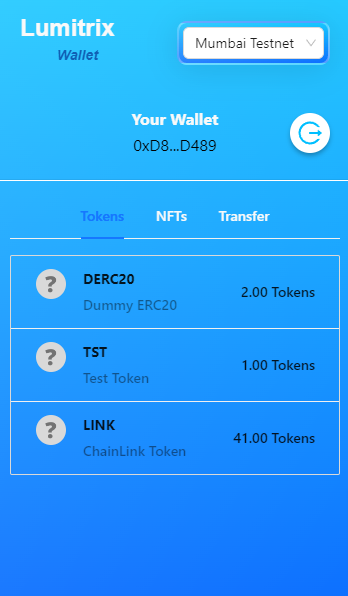 Lumitrix
Wallet
Mumbai Testnet
Your Wallet
0xD8...D489
Tokens NFTs Transfer
?
DERC20
Dummy ERC20
2.00 Tokens
?
TST
Test Token
1.00 Tokens
?
LINK
ChainLink Token
41.00 Tokens